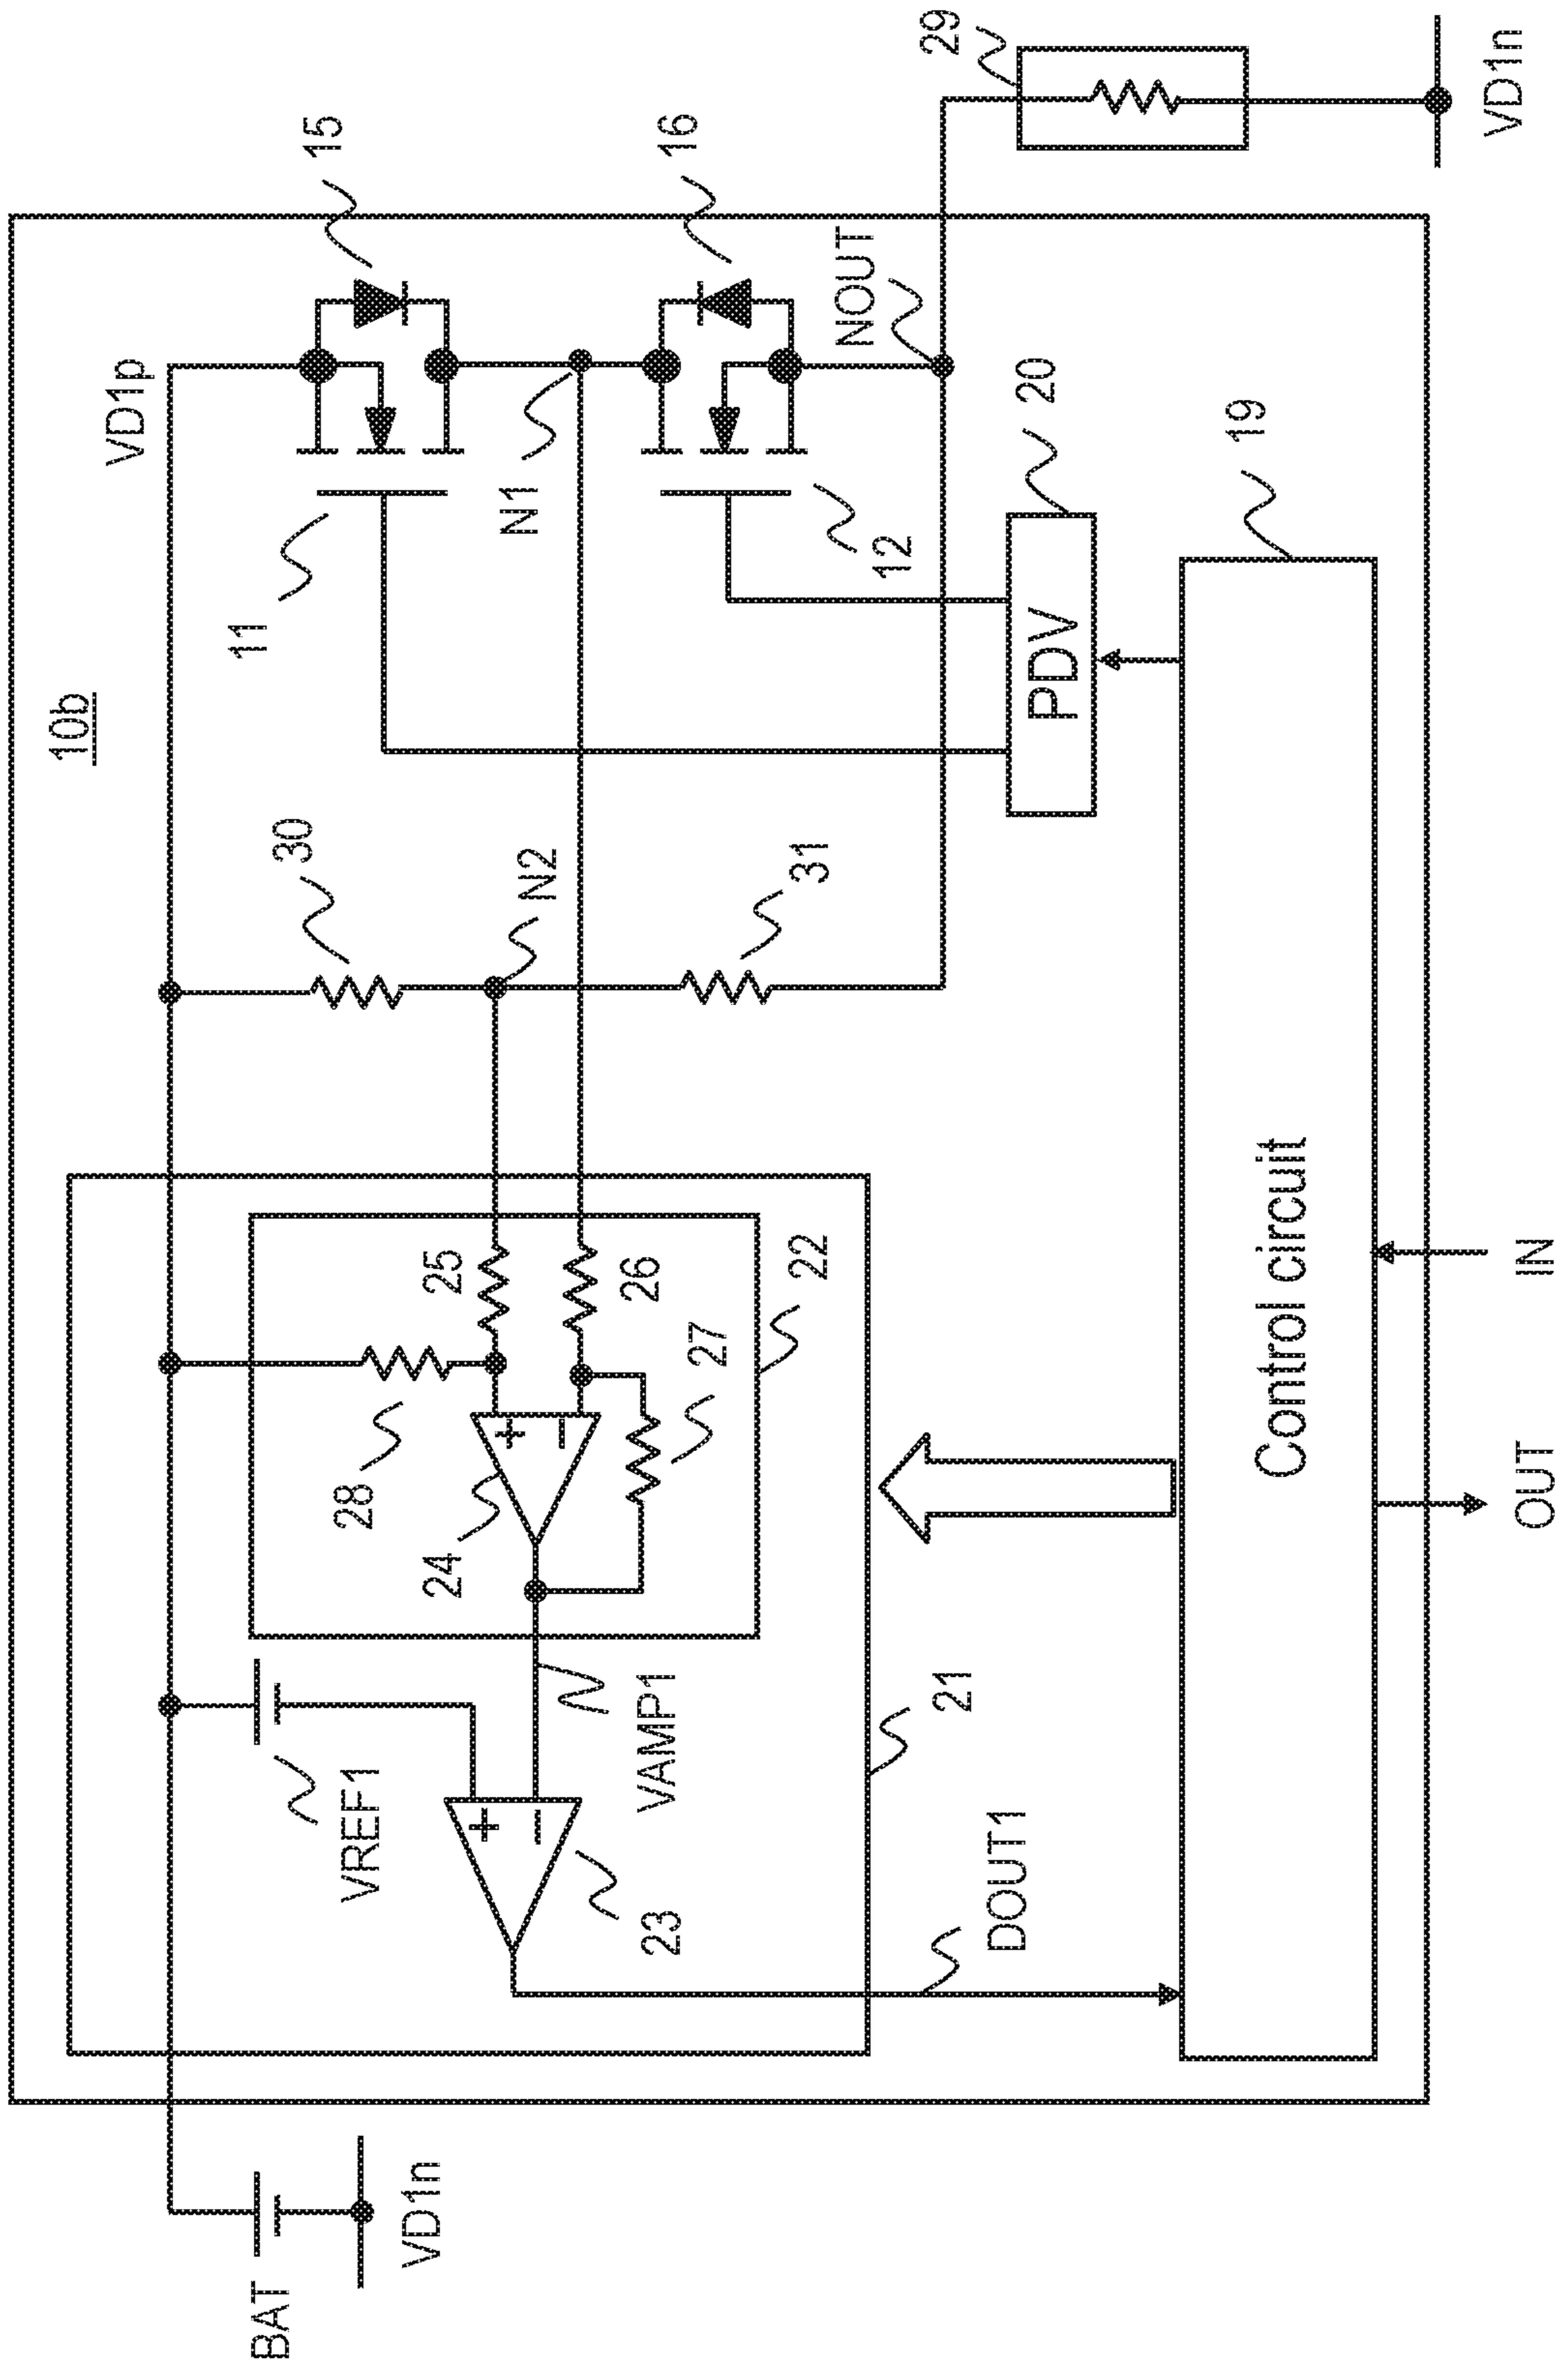 10b
VD1p
15
11
30
28
25
N2
N1
16
24
26
VREF1
27
31
12
NOUT
23
VAMP1
22
29
21
DOUT1
PDV
20
19
Control circuit
BAT
VD1n
OUT
IN
VD1n
+
−
+
−